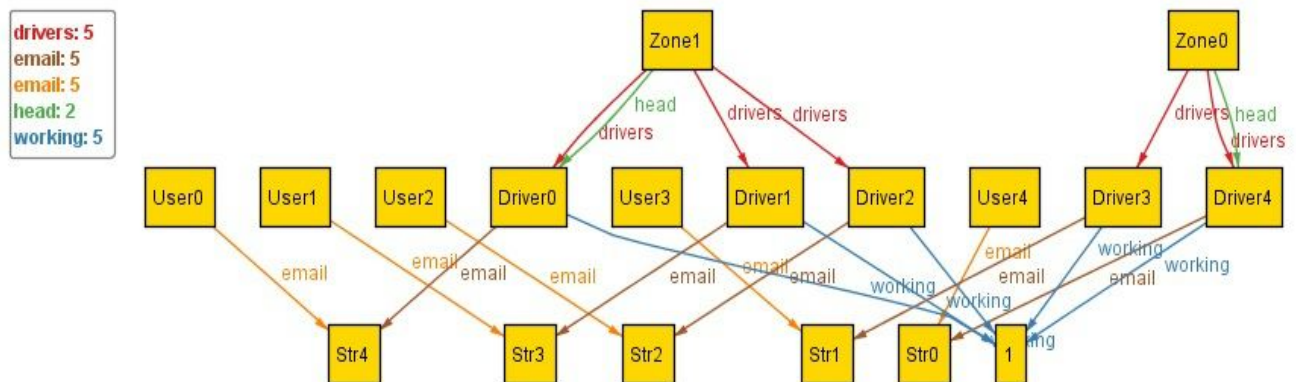 drivers: 5
email: 5
email: 5
head: 2
working: 5
Zone1
Zone0
head
drivers
drivers
drivers
drivers
head
drivers
User0
User1
User2
Driver0
User3
Driver1
Driver2
User4
Driver3
Driver4
email
email
email
email
email
email
email
email
working
working
email
working
email
working
Str4
Str3
Str2
Str1
Str0
1